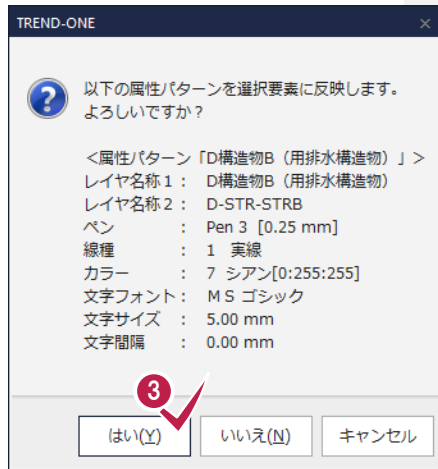 TREND-ONE
以下の属性パターンを選択要素に反映します。
よろしいですか？
＜属性パターン「D構造物B（用排水構造物）」＞
レイヤ名称１： D構造物B（用排水構造物）
レイヤ名称２： D-STR-STRB
ペン ： Pen 3 [0.25 mm]
線種 ： 1 実線
カラー ： 7 シアン[0:255:255]
文字フォント： ＭＳ ゴシック
文字サイズ ： 5.00 mm
文字間隔 ： 0.00 mm
3
はい(Y) いいえ(N) キャンセル